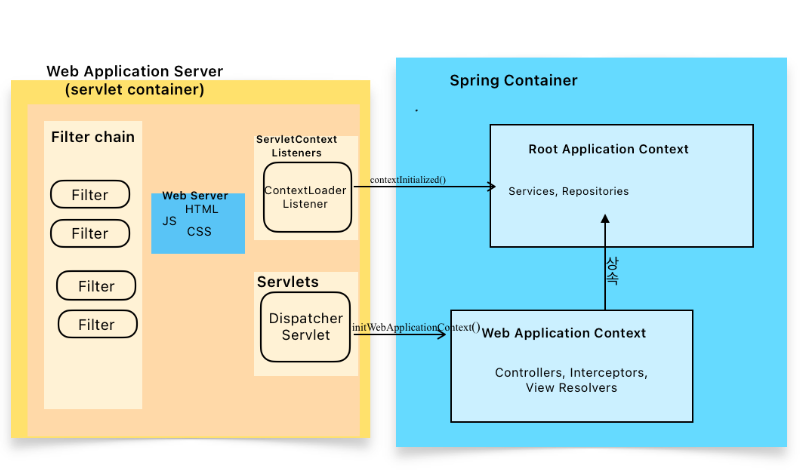 Web Application Server
(servlet container)
Filter chain
Filter
Filter
Filter
Filter
Web Server
HTML
JS
CSS
ServletContext
Listeners
ContextLoader
Listener
Servlets
Dispatcher
Servlet
contextInitialized()
initWebApplicationContext()
Spring Container
Root Application Context
Services, Repositories
상
속
Web Application Context
Controllers, Interceptors,
View Resolvers